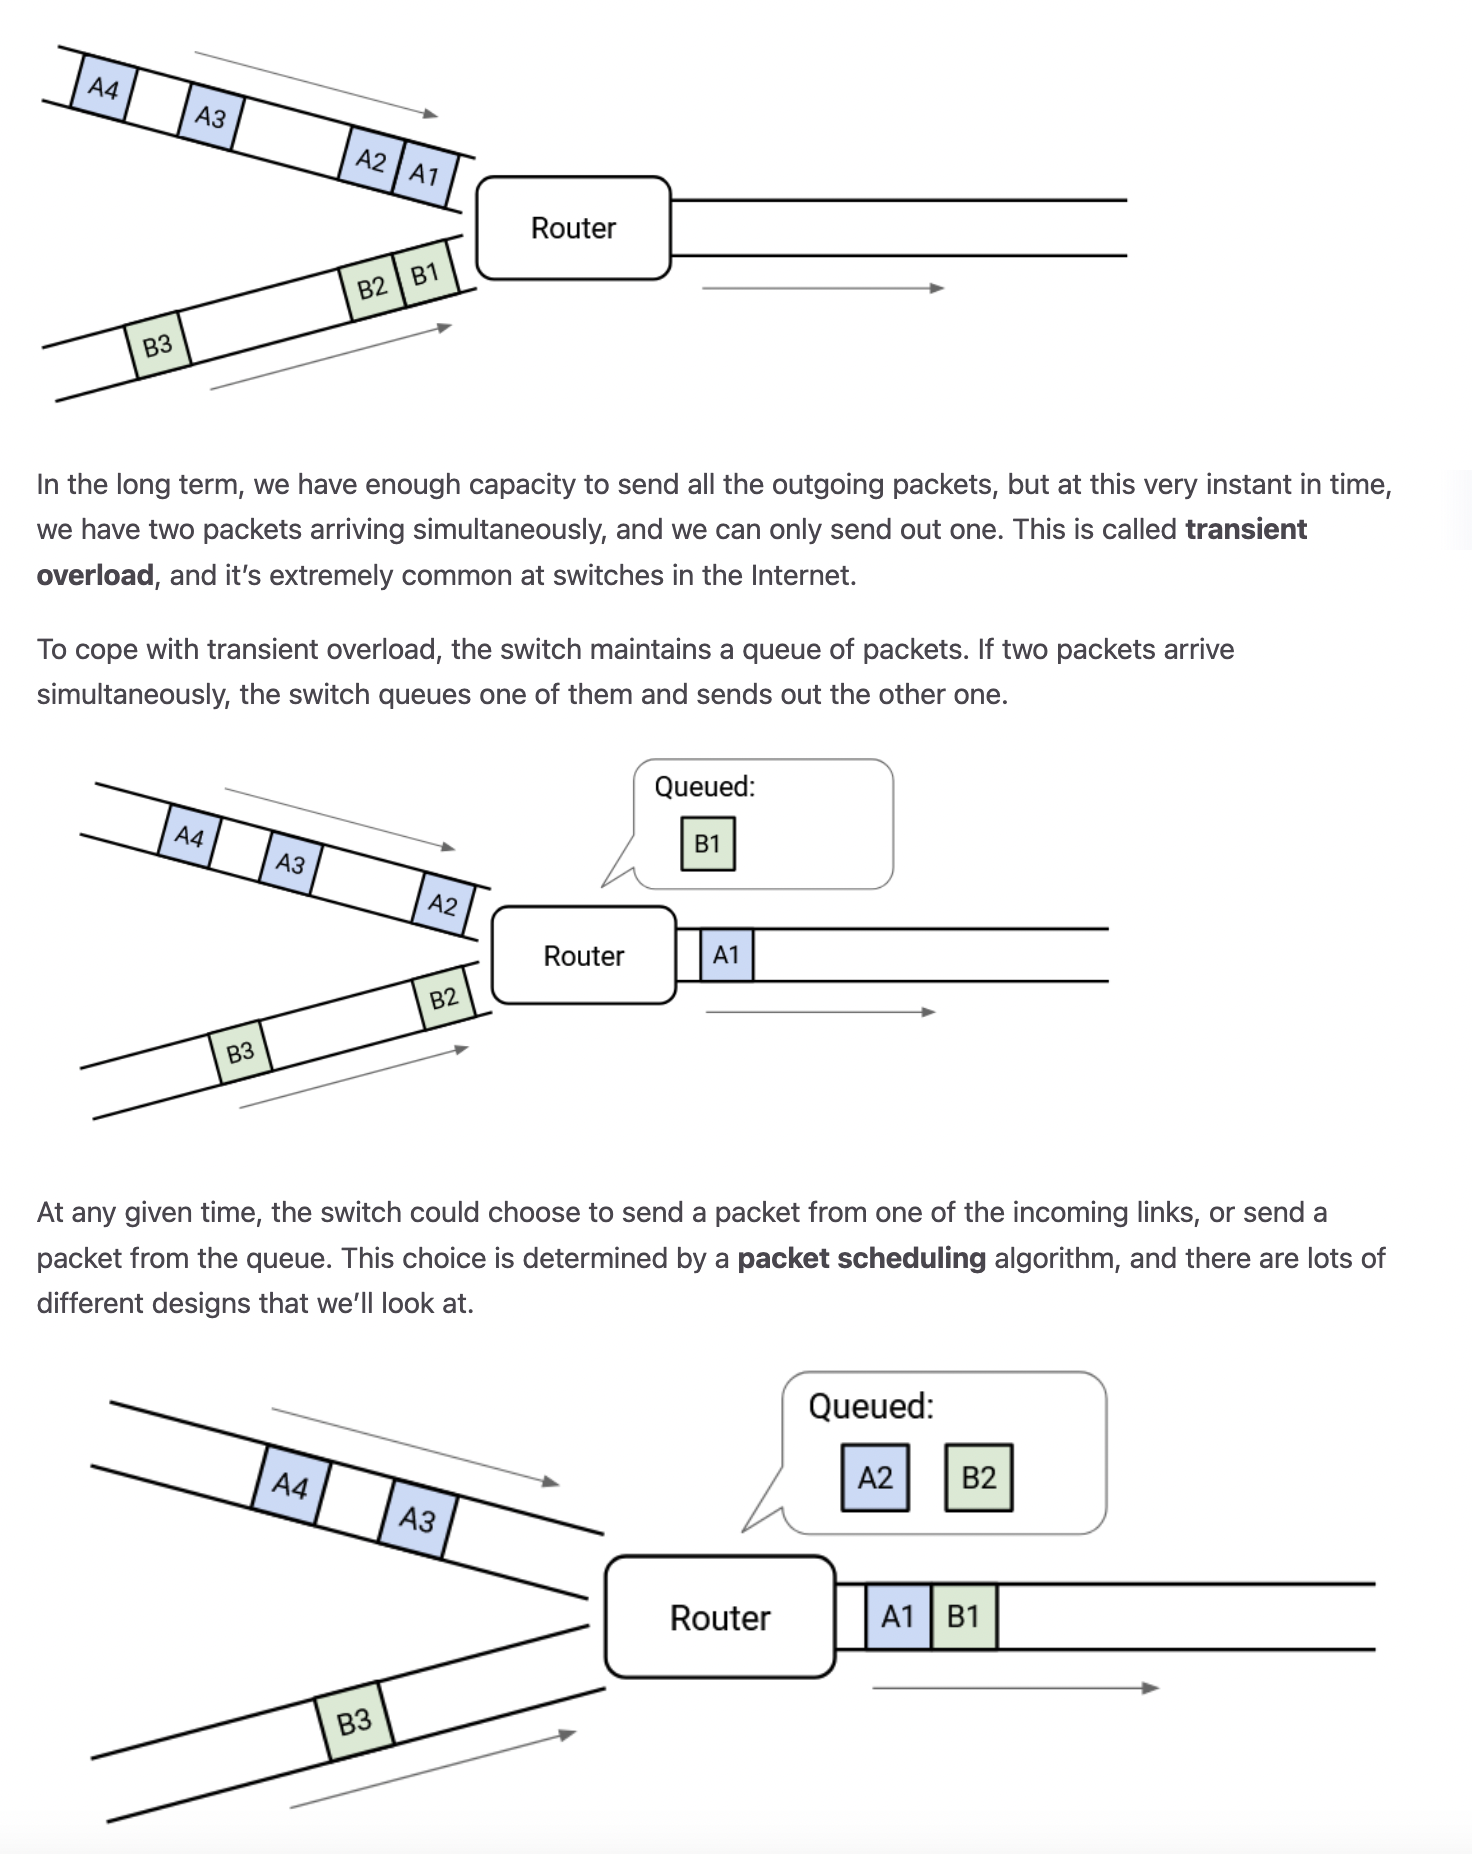 A4
A3
A2
A1
Router
B2
B1
B3
In the long term, we have enough capacity to send all the outgoing packets, but at this very instant in time,
we have two packets arriving simultaneously, and we can only send out one. This is called transient
overload, and it’s extremely common at switches in the Internet.
To cope with transient overload, the switch maintains a queue of packets. If two packets arrive
simultaneously, the switch queues one of them and sends out the other one.
Queued:
B1
A4
A3
A2
Router
A1
B2
B3
At any given time, the switch could choose to send a packet from one of the incoming links, or send a
packet from the queue. This choice is determined by a packet scheduling algorithm, and there are lots of
different designs that we’ll look at.
Queued:
A2 B2
A4
A3
Router
A1 B1
B3